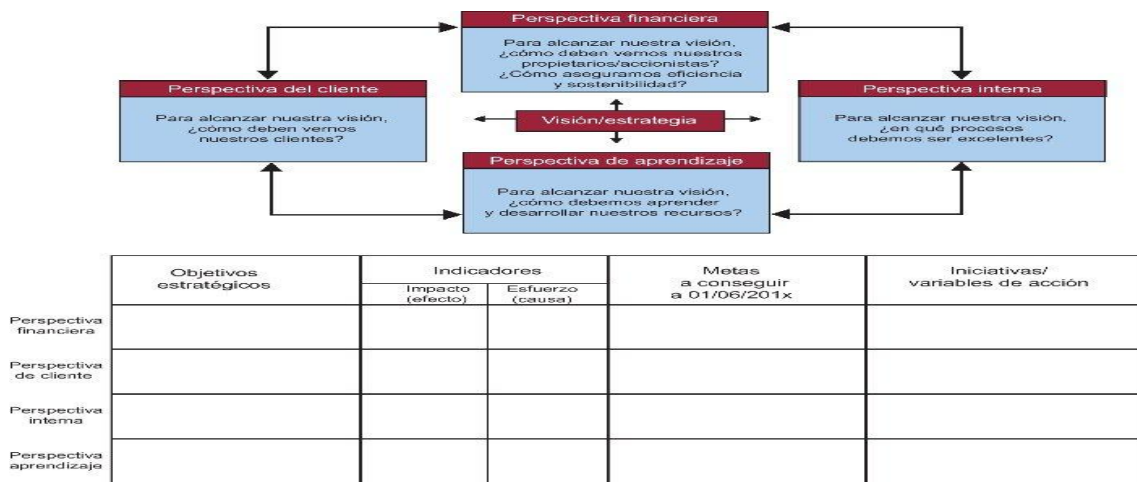 Perspectiva financiera
Para alcanzar nuestra visión,
¿cómo deben vernos nuestros
propietarios/accionistas?
¿Cómo aseguramos eficiencia
y sostenibilidad?
Perspectiva del cliente
Para alcanzar nuestra visión,
¿cómo deben vernos
nuestros clientes?
Visión/estrategia
Perspectiva interna
Para alcanzar nuestra visión,
¿en qué procesos
debemos ser excelentes?
Perspectiva de aprendizaje
Para alcanzar nuestra visión,
¿cómo debemos aprender
y desarrollar nuestros recursos?
Objetivos
estratégicos
Indicadores
Impacto
(efecto)
Esfuerzo
(causa)
Metas
a conseguir
a 01/06/201x
Iniciativas/
variables de acción
Perspectiva
financiera
Perspectiva
de cliente
Perspectiva
interna
Perspectiva
aprendizaje